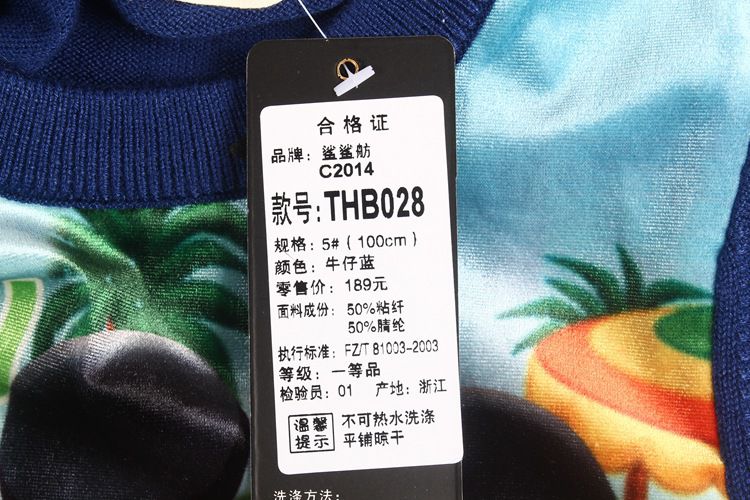 合格证
品牌：鲨鲨舫
C2014
款号：THB028
规格：5#（100cm）
颜色：牛仔蓝
零售价：189元
面料成份：50%粘纤
50%腈纶
执行标准：FZ/T 81003-2003
等级：一等品
检验员：01 产地：浙江
温馨提示 不可热水洗涤
平铺晾干
洗涤方法：